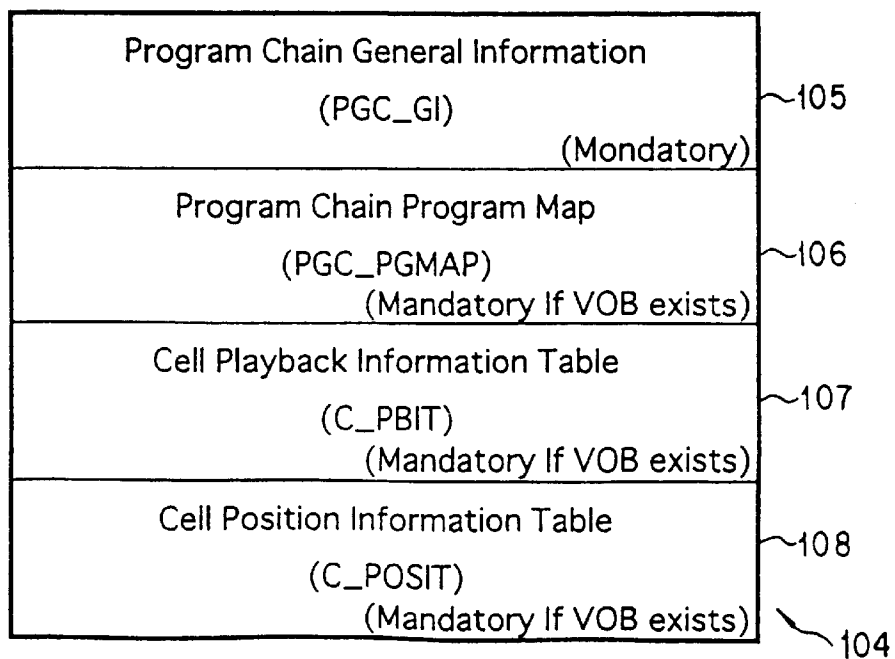 Program Chain General Information
(PGC_GI)
(Mondatory)
105
Program Chain Program Map
(PGC_PGMAP)
(Mandatory If VOB exists)
106
Cell Playback Information Table
(C_PBIT)
(Mandatory If VOB exists)
107
Cell Position Information Table
(C_POSIT)
(Mandatory If VOB exists)
108
104